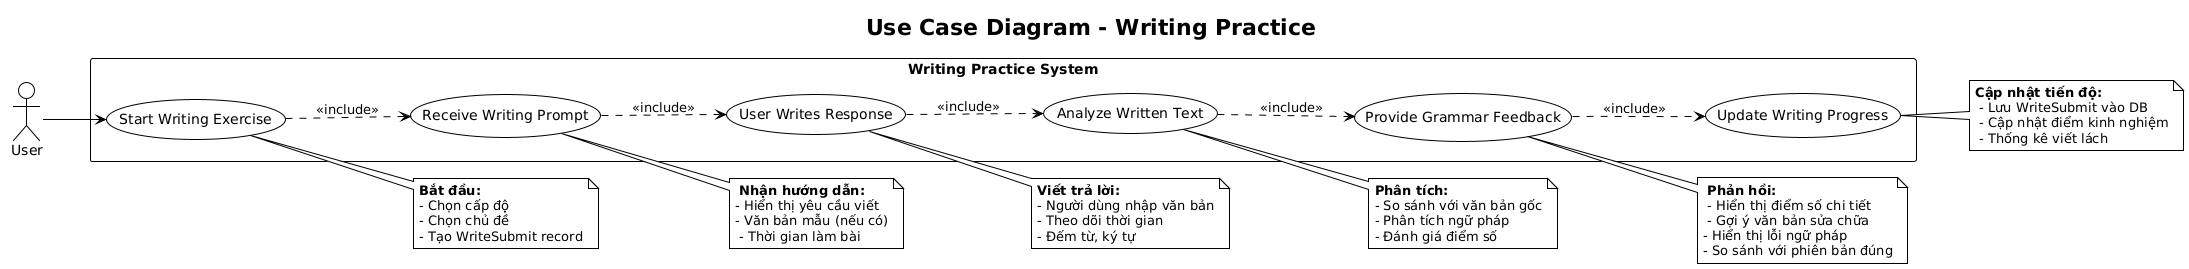 Use Case Diagram - Writing Practice
Writing Practice System
User
Start Writing Exercise
«include»
Receive Writing Prompt
«include»
User Writes Response
«include»
Analyze Written Text
«include»
Provide Grammar Feedback
«include»
Update Writing Progress
Cập nhật tiến độ:
- Lưu WriteSubmit vào DB
- Cập nhật điểm kinh nghiệm
- Thống kê viết lách
Bắt đầu:
- Chọn cấp độ
- Chọn chủ đề
- Tạo WriteSubmit record
Nhận hướng dẫn:
- Hiển thị yêu cầu viết
- Văn bản mẫu (nếu có)
- Thời gian làm bài
Viết trả lời:
- Người dùng nhập văn bản
- Theo dõi thời gian
- Đếm từ, ký tự
Phân tích:
- So sánh với văn bản gốc
- Phân tích ngữ pháp
- Đánh giá điểm số
Phản hồi:
- Hiển thị điểm số chi tiết
- Gợi ý văn bản sửa chữa
- Hiển thị lỗi ngữ pháp
- So sánh với phiên bản đúng